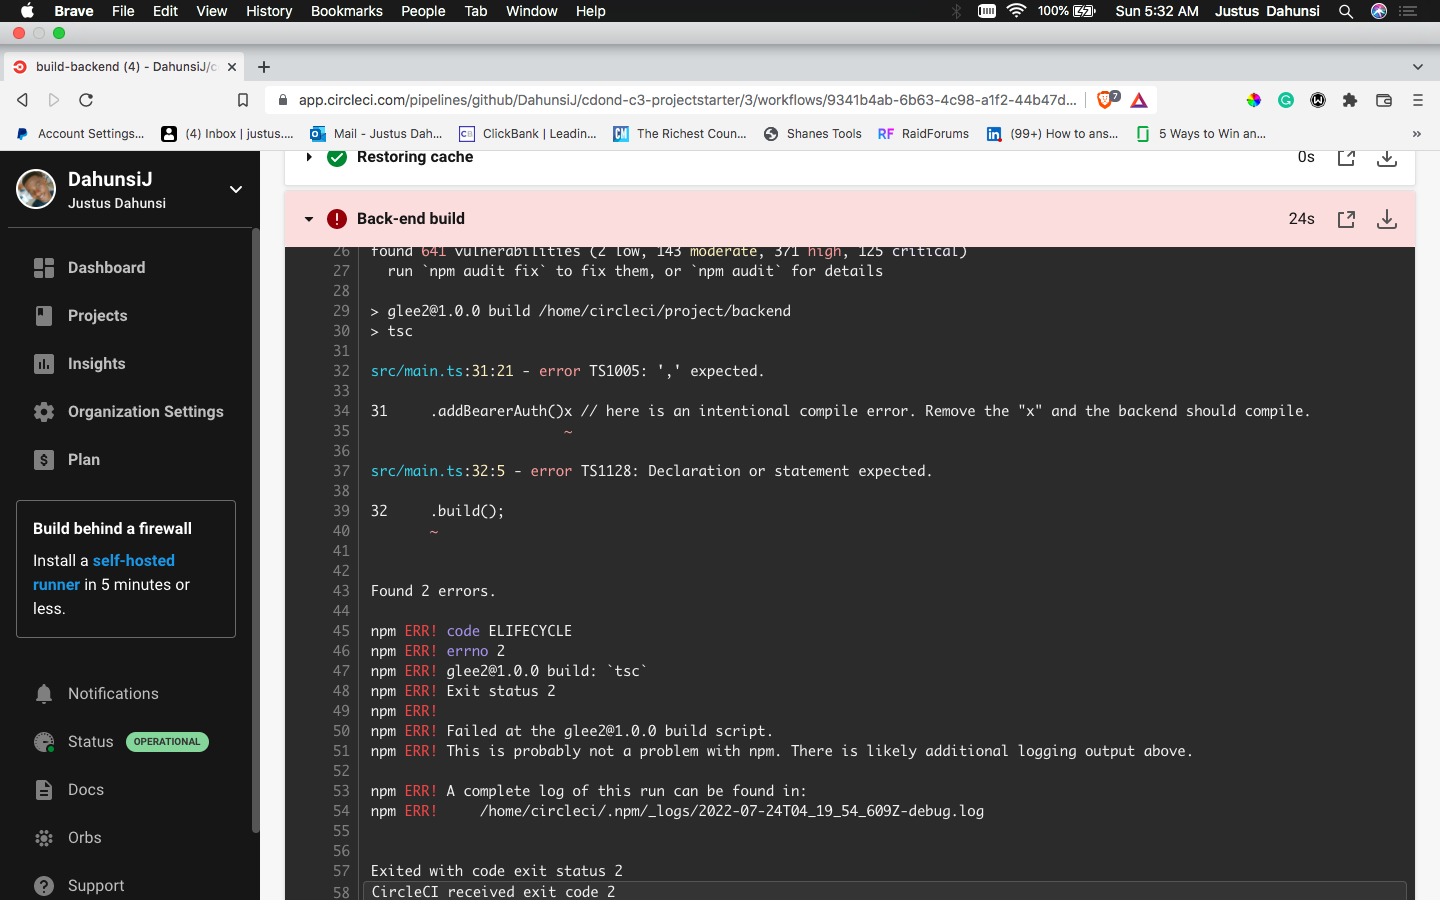 Brave File Edit View History Bookmarks People Tab Window Help 100% Sun 5:32 AM Justus Dahunsi
build-backend (4) - DahunsiJ/c
app.circleci.com/pipelines/github/DahunsiJ/cdond-c3-projectstarter/3/workflows/9341b4ab-6b63-4c98-a1f2-44b47d... 7
Account Settings... (4) Inbox | justus.... Mail - Justus Dah... ClickBank | Leadin... The Richest Coun... Shanes Tools RF RaidForums (99+) How to ans... 5 Ways to Win an... »
DahunsiJ
Justus Dahunsi
Dashboard
Projects
Insights
Organization Settings
Plan
Build behind a firewall
Install a self-hosted
runner in 5 minutes or
less.
Notifications
Status OPERATIONAL
Docs
Orbs
Support
Restoring cache 0s
Back-end build 24s
26 found 641 vulnerabilities (2 low, 143 moderate, 371 high, 125 critical)
27 run `npm audit fix` to fix them, or `npm audit` for details
28
29 > glee2@1.0.0 build /home/circleci/project/backend
30 > tsc
31
32 src/main.ts:31:21 - error TS1005: ',' expected.
33
34 31 .addBearerAuth()x // here is an intentional compile error. Remove the "x" and the backend should compile.
35 ~
36
37 src/main.ts:32:5 - error TS1128: Declaration or statement expected.
38
39 32 .build();
40 ~
41
42
43 Found 2 errors.
44
45 npm ERR! code ELIFECYCLE
46 npm ERR! errno 2
47 npm ERR! glee2@1.0.0 build: `tsc`
48 npm ERR! Exit status 2
49 npm ERR!
50 npm ERR! Failed at the glee2@1.0.0 build script.
51 npm ERR! This is probably not a problem with npm. There is likely additional logging output above.
52
53 npm ERR! A complete log of this run can be found in:
54 npm ERR! /home/circleci/.npm/_logs/2022-07-24T04_19_54_609Z-debug.log
55
56
57 Exited with code exit status 2
58 CircleCI received exit code 2